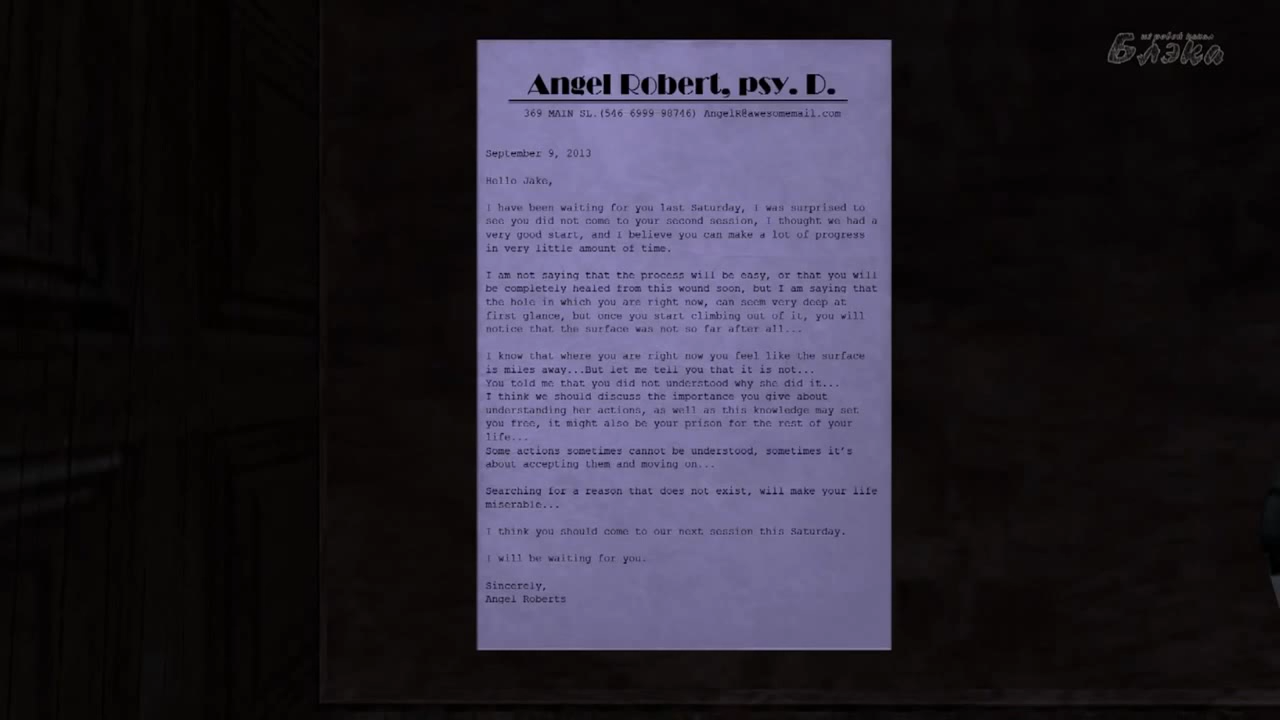 игровой канал
Блэка
Angel Robert, psy. D.
369 MAIN SL.(546 6999 98746) AngelR@awesomemail.com
September 9, 2013
Hello Jake,
I have been waiting for you last Saturday, I was surprised to
see you did not come to your second session, I thought we had a
very good start, and I believe you can make a lot of progress
in very little amount of time.
I am not saying that the process will be easy, or that you will
be completely healed from this wound soon, but I am saying that
the hole in which you are right now, can seem very deep at
first glance, but once you start climbing out of it, you will
notice that the surface was not so far after all...
I know that where you are right now you feel like the surface
is miles away...But let me tell you that it is not...
You told me that you did not understood why she did it...
I think we should discuss the importance you give about
understanding her actions, as well as this knowledge may set
you free, it might also be your prison for the rest of your
life...
Some actions sometimes cannot be understood, sometimes it's
about accepting them and moving on...
Searching for a reason that does not exist, will make your life
miserable...
I think you should come to our next session this Saturday.
I will be waiting for you.
Sincerely,
Angel Roberts